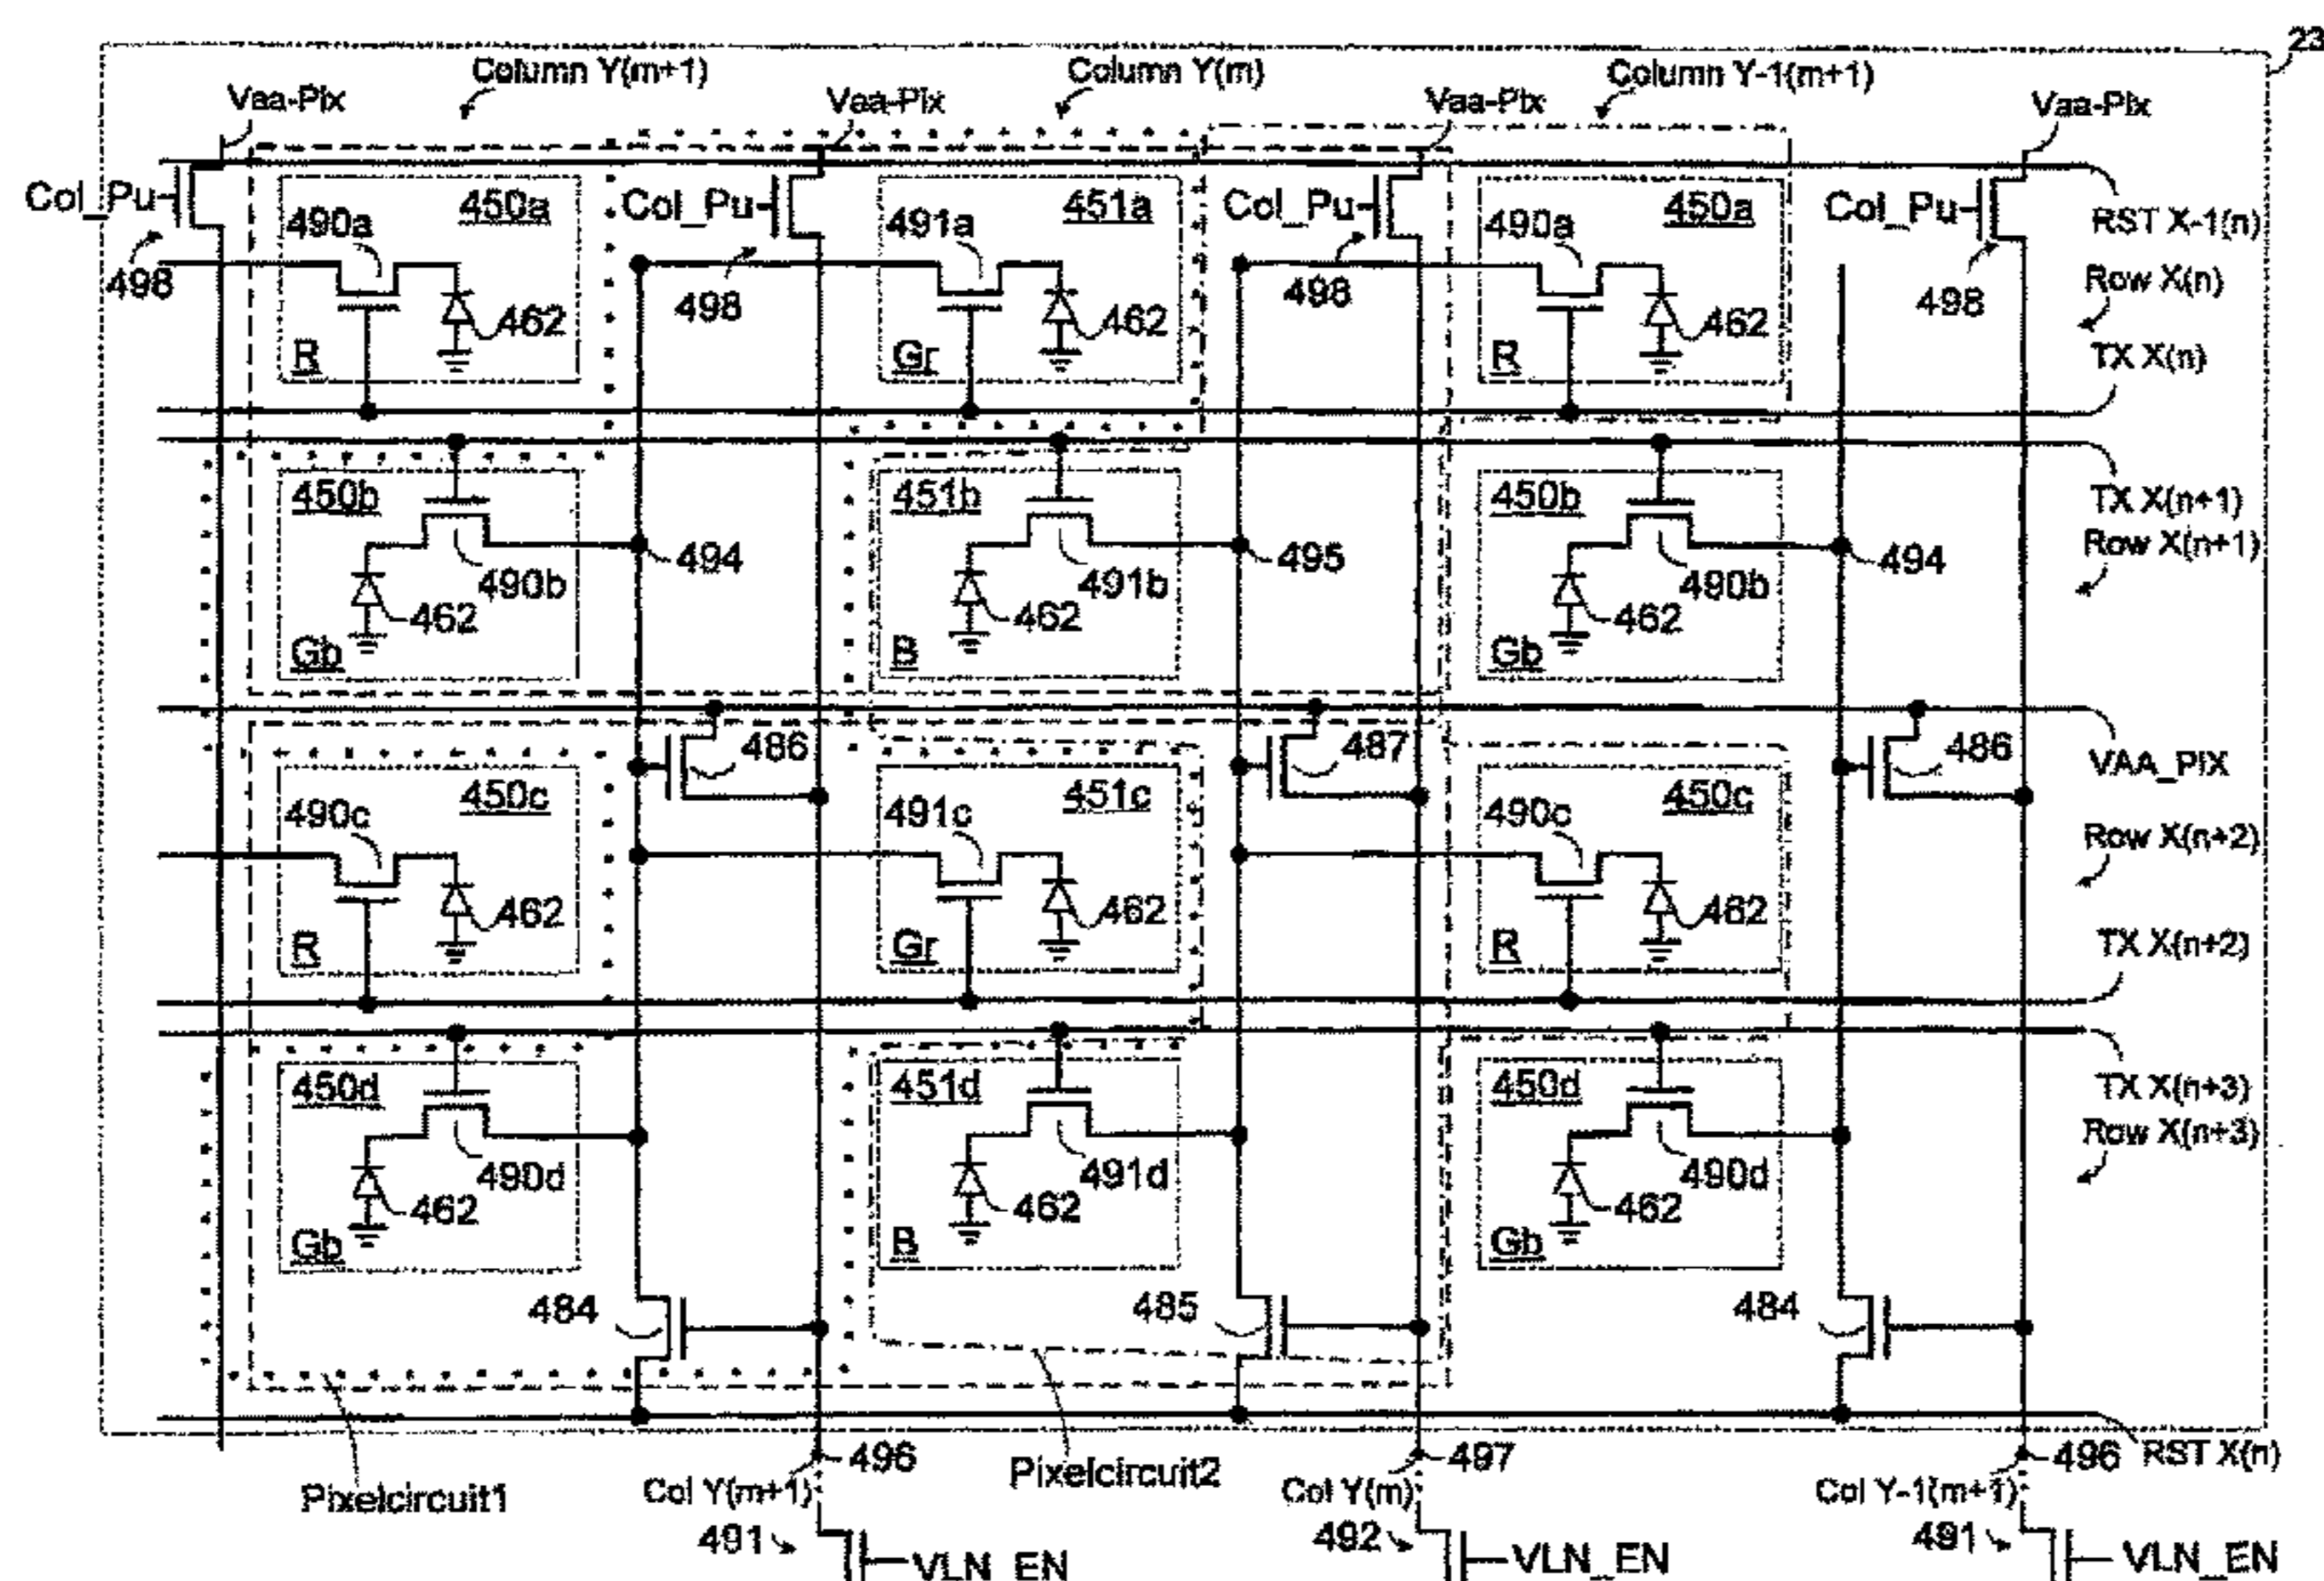 23
Column Y(m+1)
Column Y(m)
Column Y-1(m+1)
Vaa-Pix
Vaa-Pix
Vaa-Pix
Vaa-Pix
Col_Pu
490a
450a
Col_Pu
491a
451a
Col_Pu
490a
450a
Col_Pu
RST X-1(n)
498
498
498
498
Row X(n)
462
462
462
R
Gr
R
TX X(n)
450b
451b
450b
TX X(n+1)
Row X(n+1)
490b
494
491b
495
490b
494
462
462
462
Gb
B
Gb
486
487
486
VAA_PIX
490c
450c
491c
451c
490c
450c
Row X(n+2)
462
462
462
R
Gr
R
TX X(n+2)
450d
451d
450d
TX X(n+3)
Row X(n+3)
490d
491d
490d
462
462
462
Gb
B
Gb
484
485
484
496
497
496
RST X(n)
Pixelcircuit1
Pixelcircuit2
Col Y(m+1)
Col Y(m)
Col Y-1(m+1)
491
VLN_EN
492
VLN_EN
491
VLN_EN